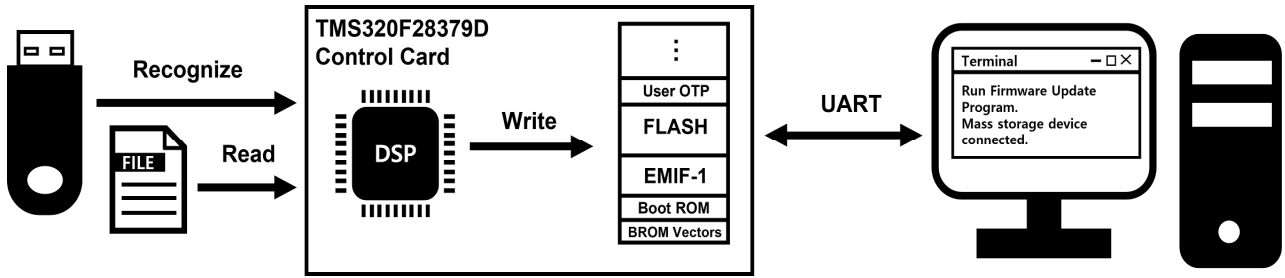 Recognize
FILE
Read
TMS320F28379D
Control Card
DSP
Write
⋮
User OTP
FLASH
EMIF-1
Boot ROM
BROM Vectors
UART
Terminal
Run Firmware Update
Program.
Mass storage device
connected.